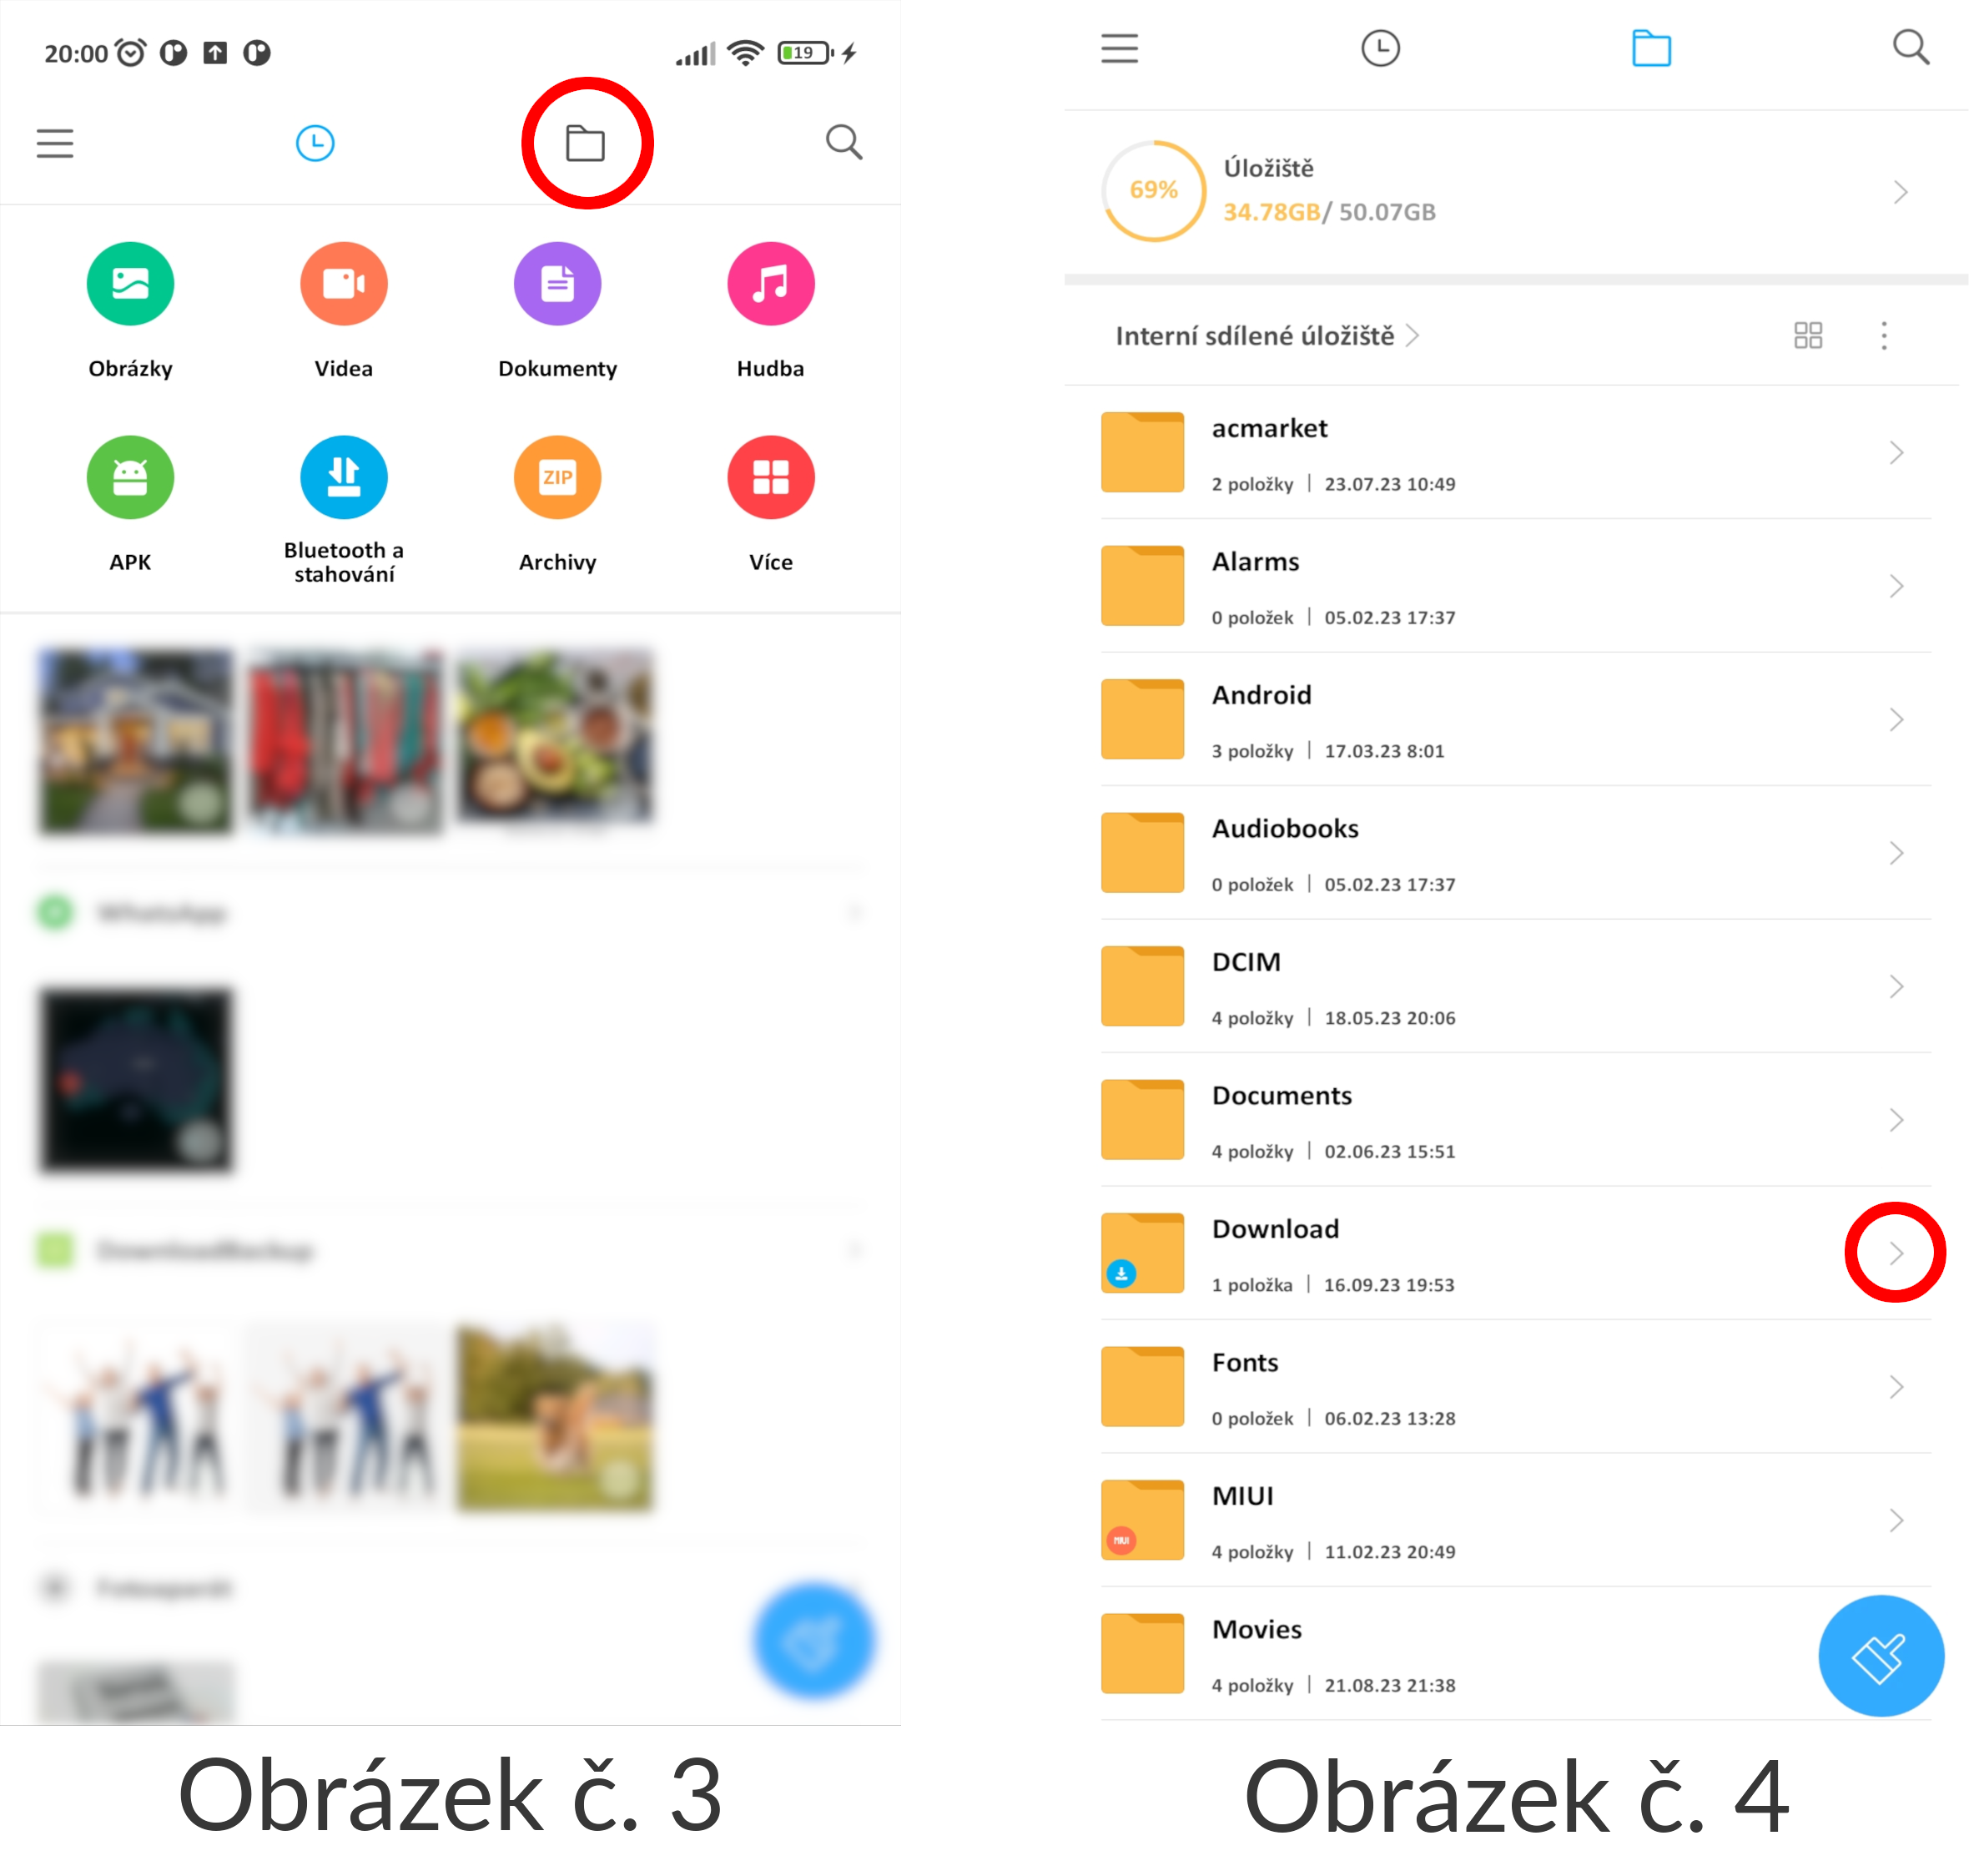 20:00
19
Obrázky
Videa
Dokumenty
Hudba
ZIP
APK
Bluetooth a
stahování
Archivy
Více
WhatsApp
DownloadBackup
Fotoaparát
Obrázek č. 3
69%
Úložiště
34.78GB/ 50.07GB
Interní sdílené úložiště
acmarket
2 položky | 23.07.23 10:49
Alarms
0 položek | 05.02.23 17:37
Android
3 položky | 17.03.23 8:01
Audiobooks
0 položek | 05.02.23 17:37
DCIM
4 položky | 18.05.23 20:06
Documents
4 položky | 02.06.23 15:51
Download
1 položka | 16.09.23 19:53
Fonts
0 položek | 06.02.23 13:28
MIUI
MIUI
4 položky | 11.02.23 20:49
Movies
4 položky | 21.08.23 21:38
Obrázek č. 4